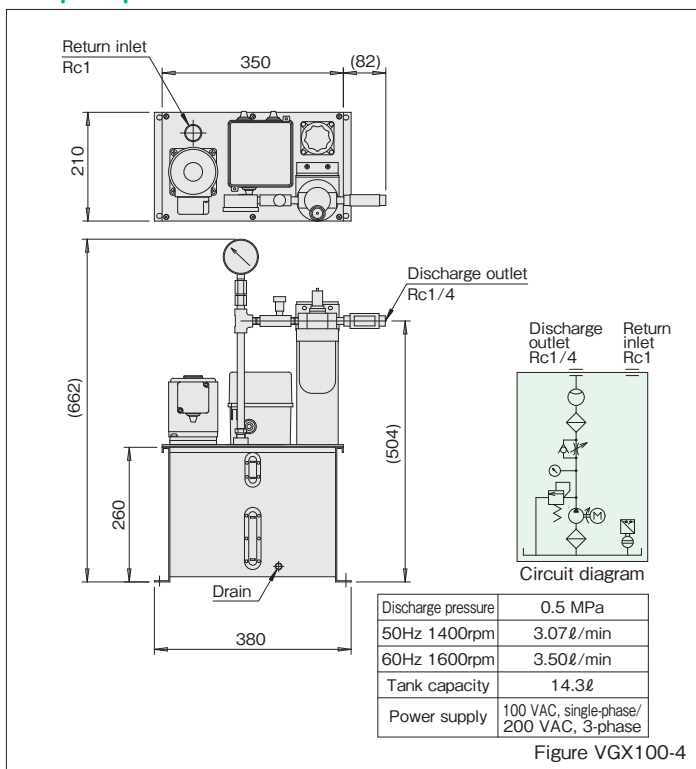 Return inlet
Rc1
350
(82)
210
Discharge outlet
Rc1/4
(662)
(504)
260
Drain
380
Discharge
outlet
Rc1/4
Return
inlet
Rc1
M
Circuit diagram
Discharge pressure 0.5 MPa
50Hz 1400rpm 3.07ℓ/min
60Hz 1600rpm 3.50ℓ/min
Tank capacity 14.3ℓ
Power supply 100 VAC, single-phase/
200 VAC, 3-phase
Figure VGX100-4